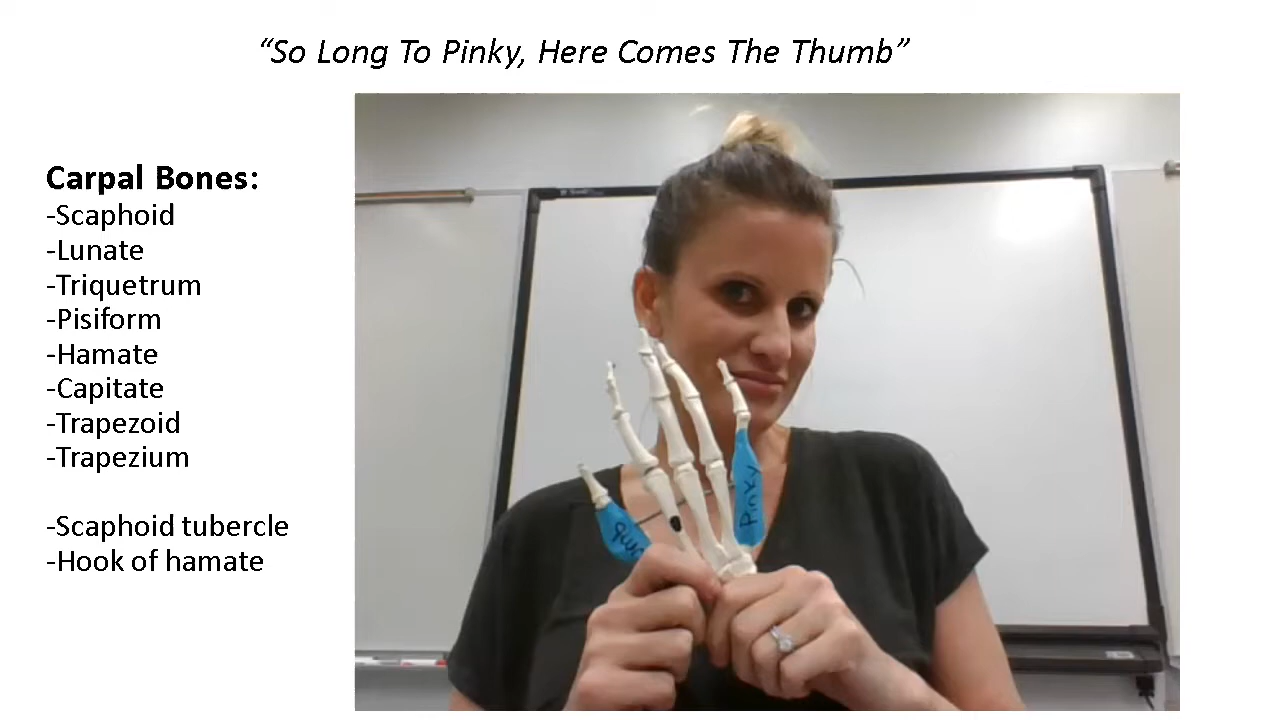 “So Long To Pinky, Here Comes The Thumb”
Carpal Bones:
-Scaphoid
-Lunate
-Triquetrum
-Pisiform
-Hamate
-Capitate
-Trapezoid
-Trapezium
-Scaphoid tubercle
-Hook of hamate
Pinky